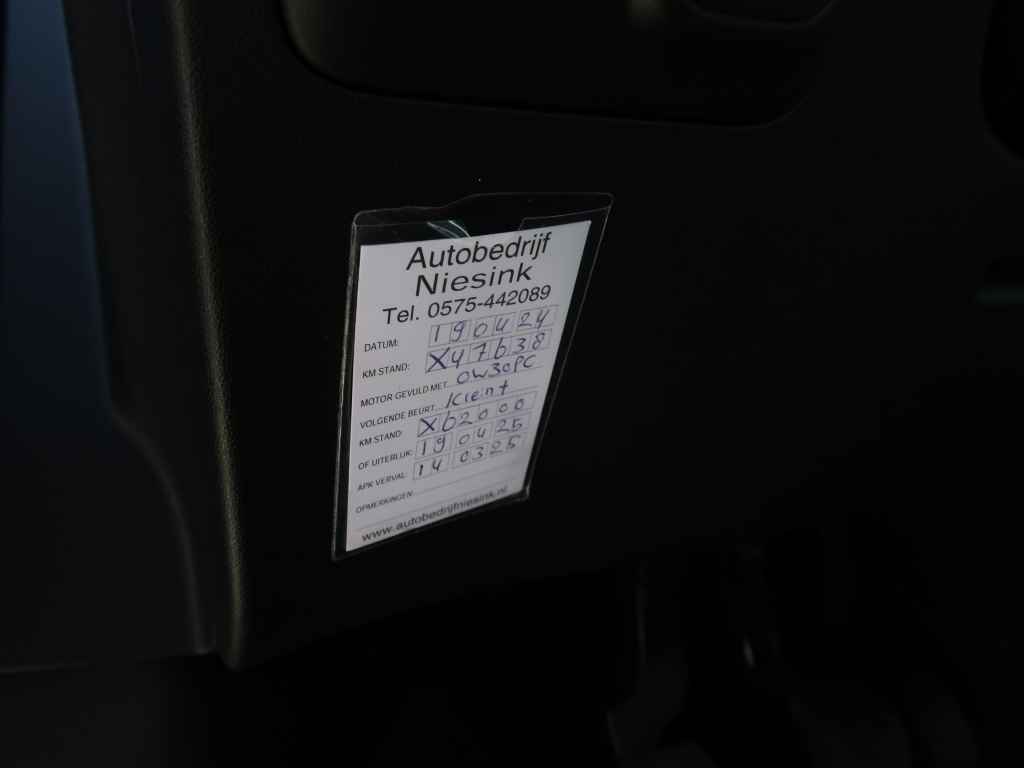 Autobedrijf
Niesink
Tel. 0575-442089
DATUM: 190424
KM STAND: X47638
MOTOR GEVULD MET. 0W30PC
VOLGENDE BEURT. Klein +
KM STAND: X62000
OF UITERLIJK: 190425
APK VERVAL: 140325
OPMERKINGEN:
www.autobedrijfniesink.nl